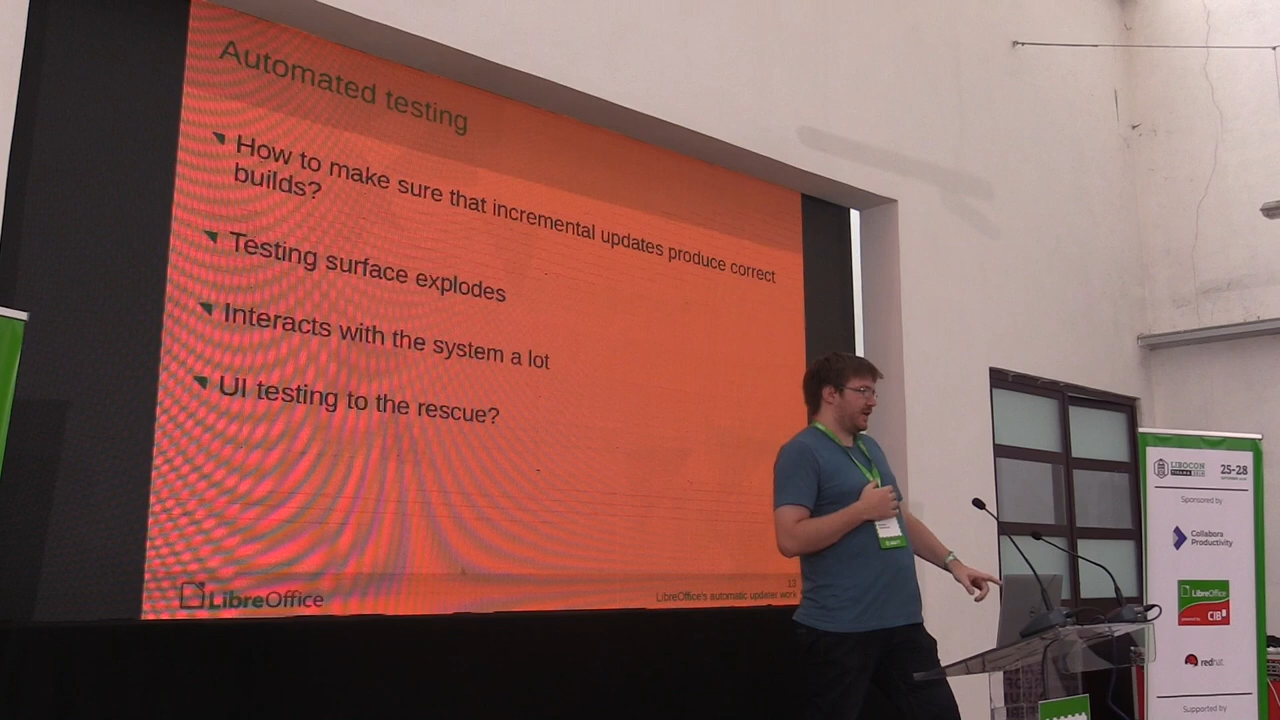 Automated testing
How to make sure that incremental updates produce correct
builds?
Testing surface explodes
Interacts with the system a lot
UI testing to the rescue?
13
LibreOffice
LibreOffice's automatic updater work
LIBOCON
25-28
Sponsored by
Collabora
Productivity
LibreOffice
CIB
redhat
Supported by